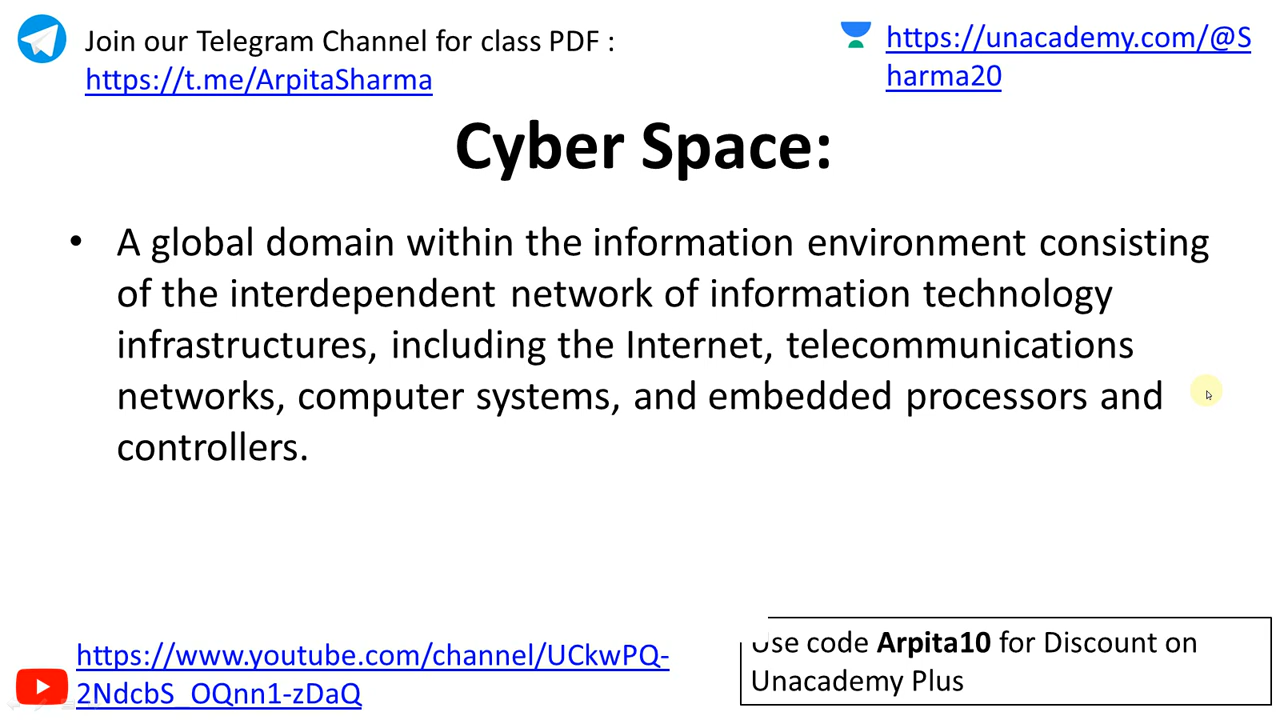 Join our Telegram Channel for class PDF :
https://t.me/ArpitaSharma
https://unacademy.com/@S
harma20
Cyber Space:
• A global domain within the information environment consisting
of the interdependent network of information technology
infrastructures, including the Internet, telecommunications
networks, computer systems, and embedded processors and
controllers.
https://www.youtube.com/channel/UCkwPQ-
2NdcbS_OQnn1-zDaQ
Use code Arpita10 for Discount on
Unacademy Plus